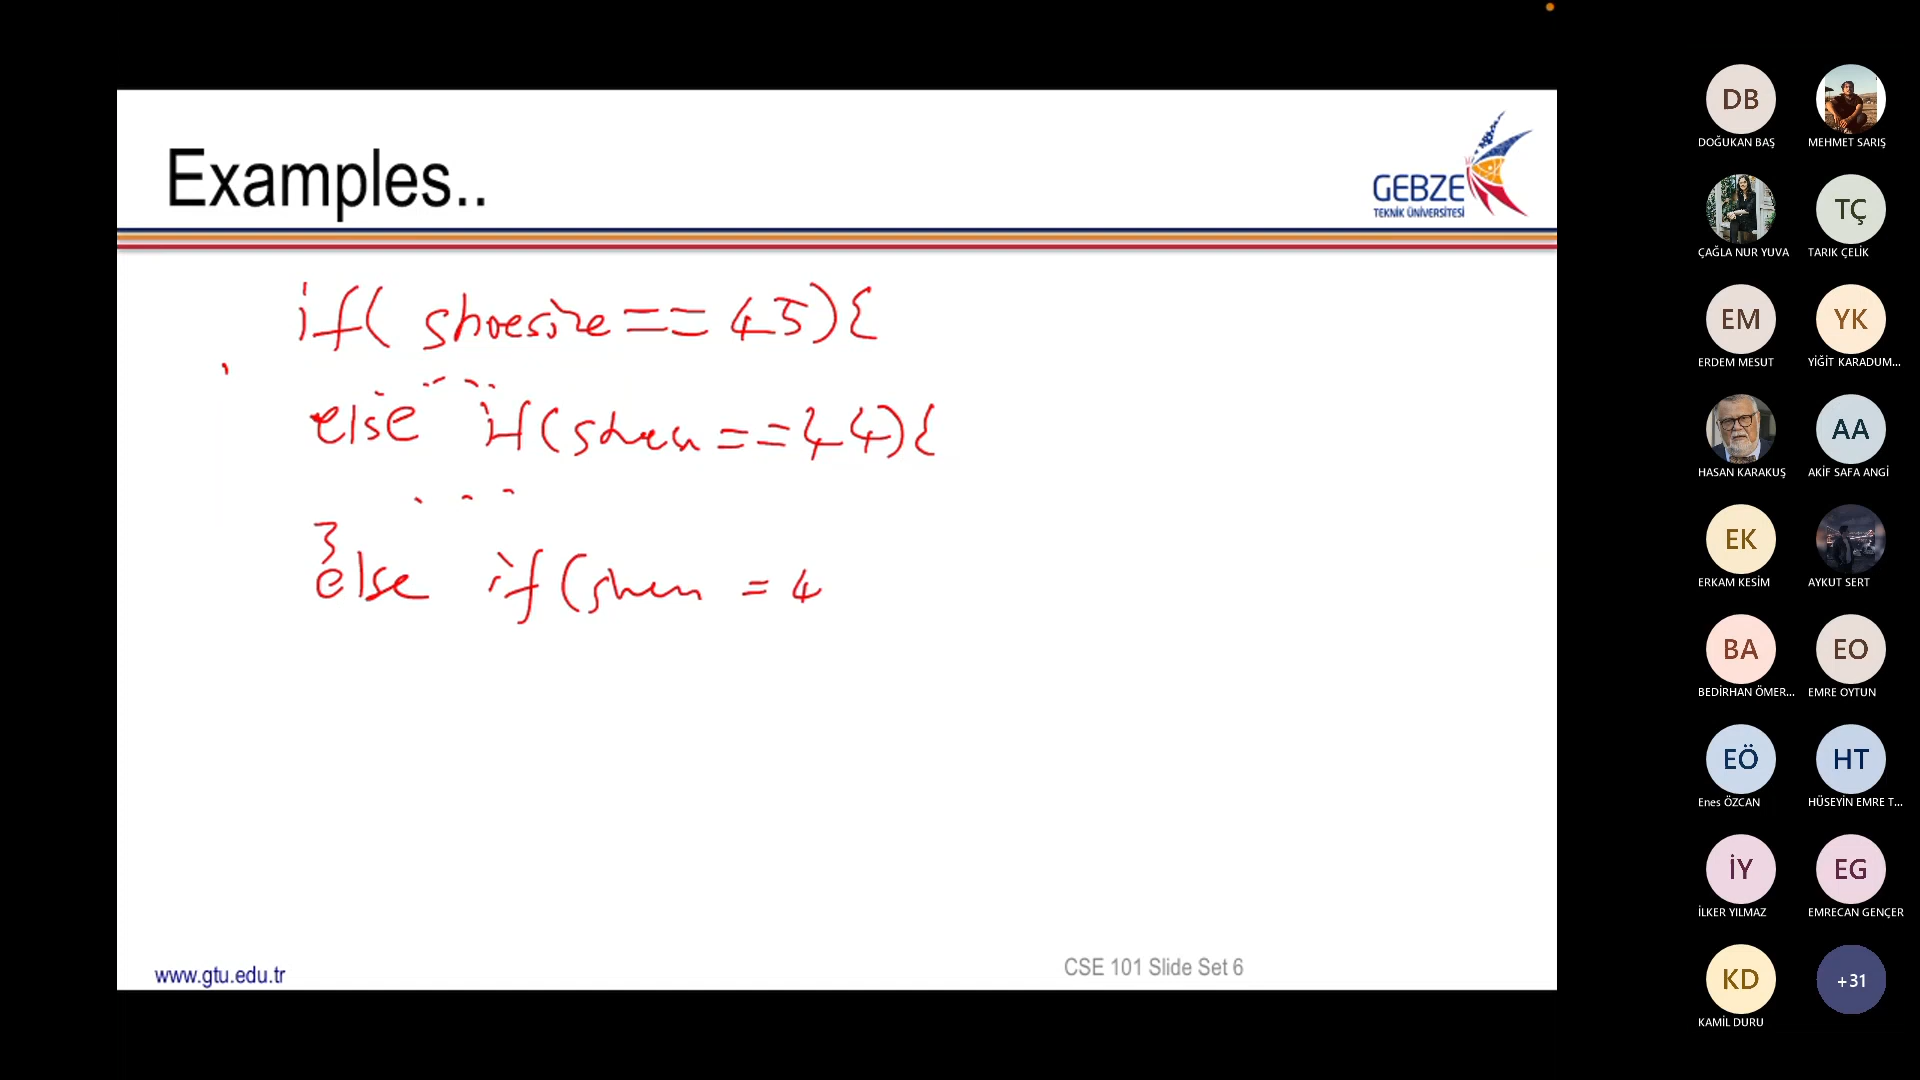 Examples..
GEBZE
TEKNİK ÜNİVERSİTESİ
if( shoesize == 45){
...
else if( == 44){
...
}
else if( = 4
www.gtu.edu.tr
CSE 101 Slide Set 6
DB
DOĞUKAN BAŞ
MEHMET SARIŞ
ÇAĞLA NUR YUVA
TÇ
TARIK ÇELİK
EM
ERDEM MESUT
YK
YİĞİT KARADUM...
HASAN KARAKUŞ
AA
AKİF SAFA ANGİ
EK
ERKAM KESİM
AYKUT SERT
BA
BEDİRHAN ÖMER...
EO
EMRE OYTUN
EÖ
Enes ÖZCAN
HT
HÜSEYİN EMRE T...
İY
İLKER YILMAZ
EG
EMRECAN GENÇER
KD
KAMİL DURU
+31